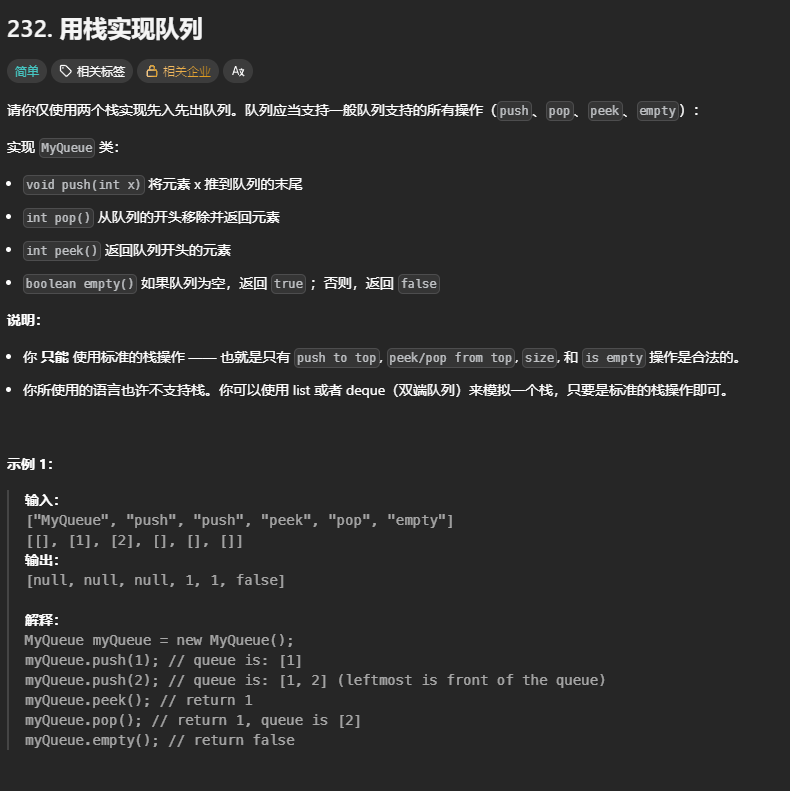 232. 用栈实现队列
简单 相关标签 相关企业 Aꭗ
请你仅使用两个栈实现先入先出队列。队列应当支持一般队列支持的所有操作（push、pop、peek、empty）：
实现 MyQueue 类：
• void push(int x) 将元素 x 推到队列的末尾
• int pop() 从队列的开头移除并返回元素
• int peek() 返回队列开头的元素
• boolean empty() 如果队列为空，返回 true ；否则，返回 false
说明：
• 你 只能 使用标准的栈操作 —— 也就是只有 push to top, peek/pop from top, size, 和 is empty 操作是合法的。
• 你所使用的语言也许不支持栈。你可以使用 list 或者 deque（双端队列）来模拟一个栈，只要是标准的栈操作即可。
示例 1：
输入：
["MyQueue", "push", "push", "peek", "pop", "empty"]
[[], [1], [2], [], [], []]
输出：
[null, null, null, 1, 1, false]
解释：
MyQueue myQueue = new MyQueue();
myQueue.push(1); // queue is: [1]
myQueue.push(2); // queue is: [1, 2] (leftmost is front of the queue)
myQueue.peek(); // return 1
myQueue.pop(); // return 1, queue is [2]
myQueue.empty(); // return false